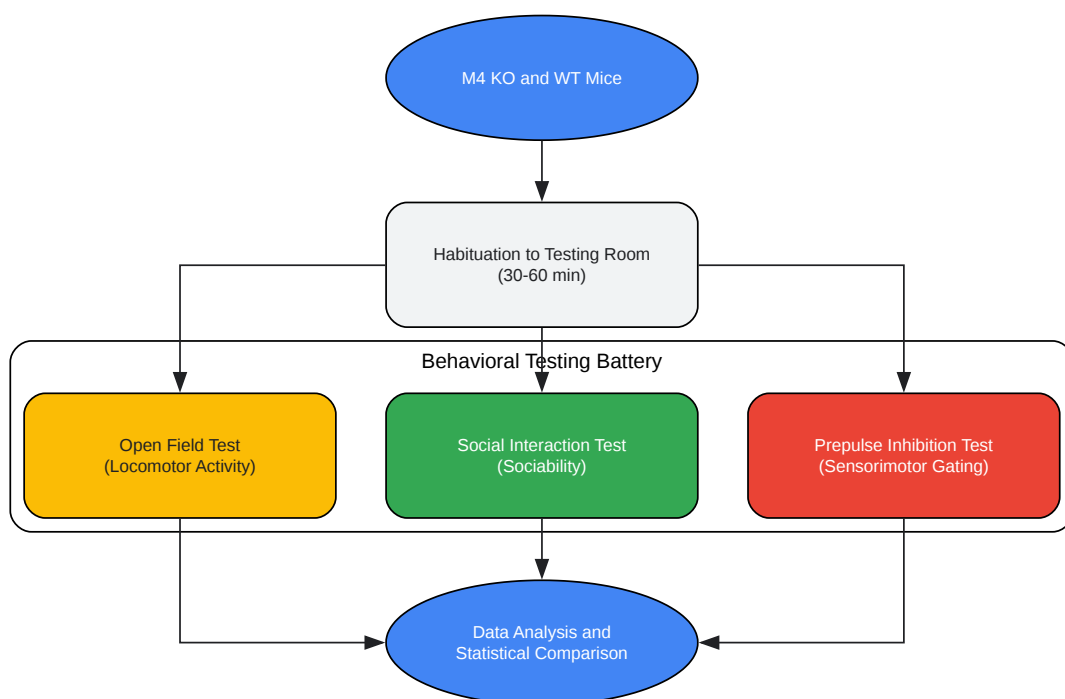 M4 KO and WT Mice
Habituation to Testing Room
(30-60 min)
Behavioral Testing Battery
Open Field Test
(Locomotor Activity)
Social Interaction Test
(Sociability)
Prepulse Inhibition Test
(Sensorimotor Gating)
Data Analysis and
Statistical Comparison